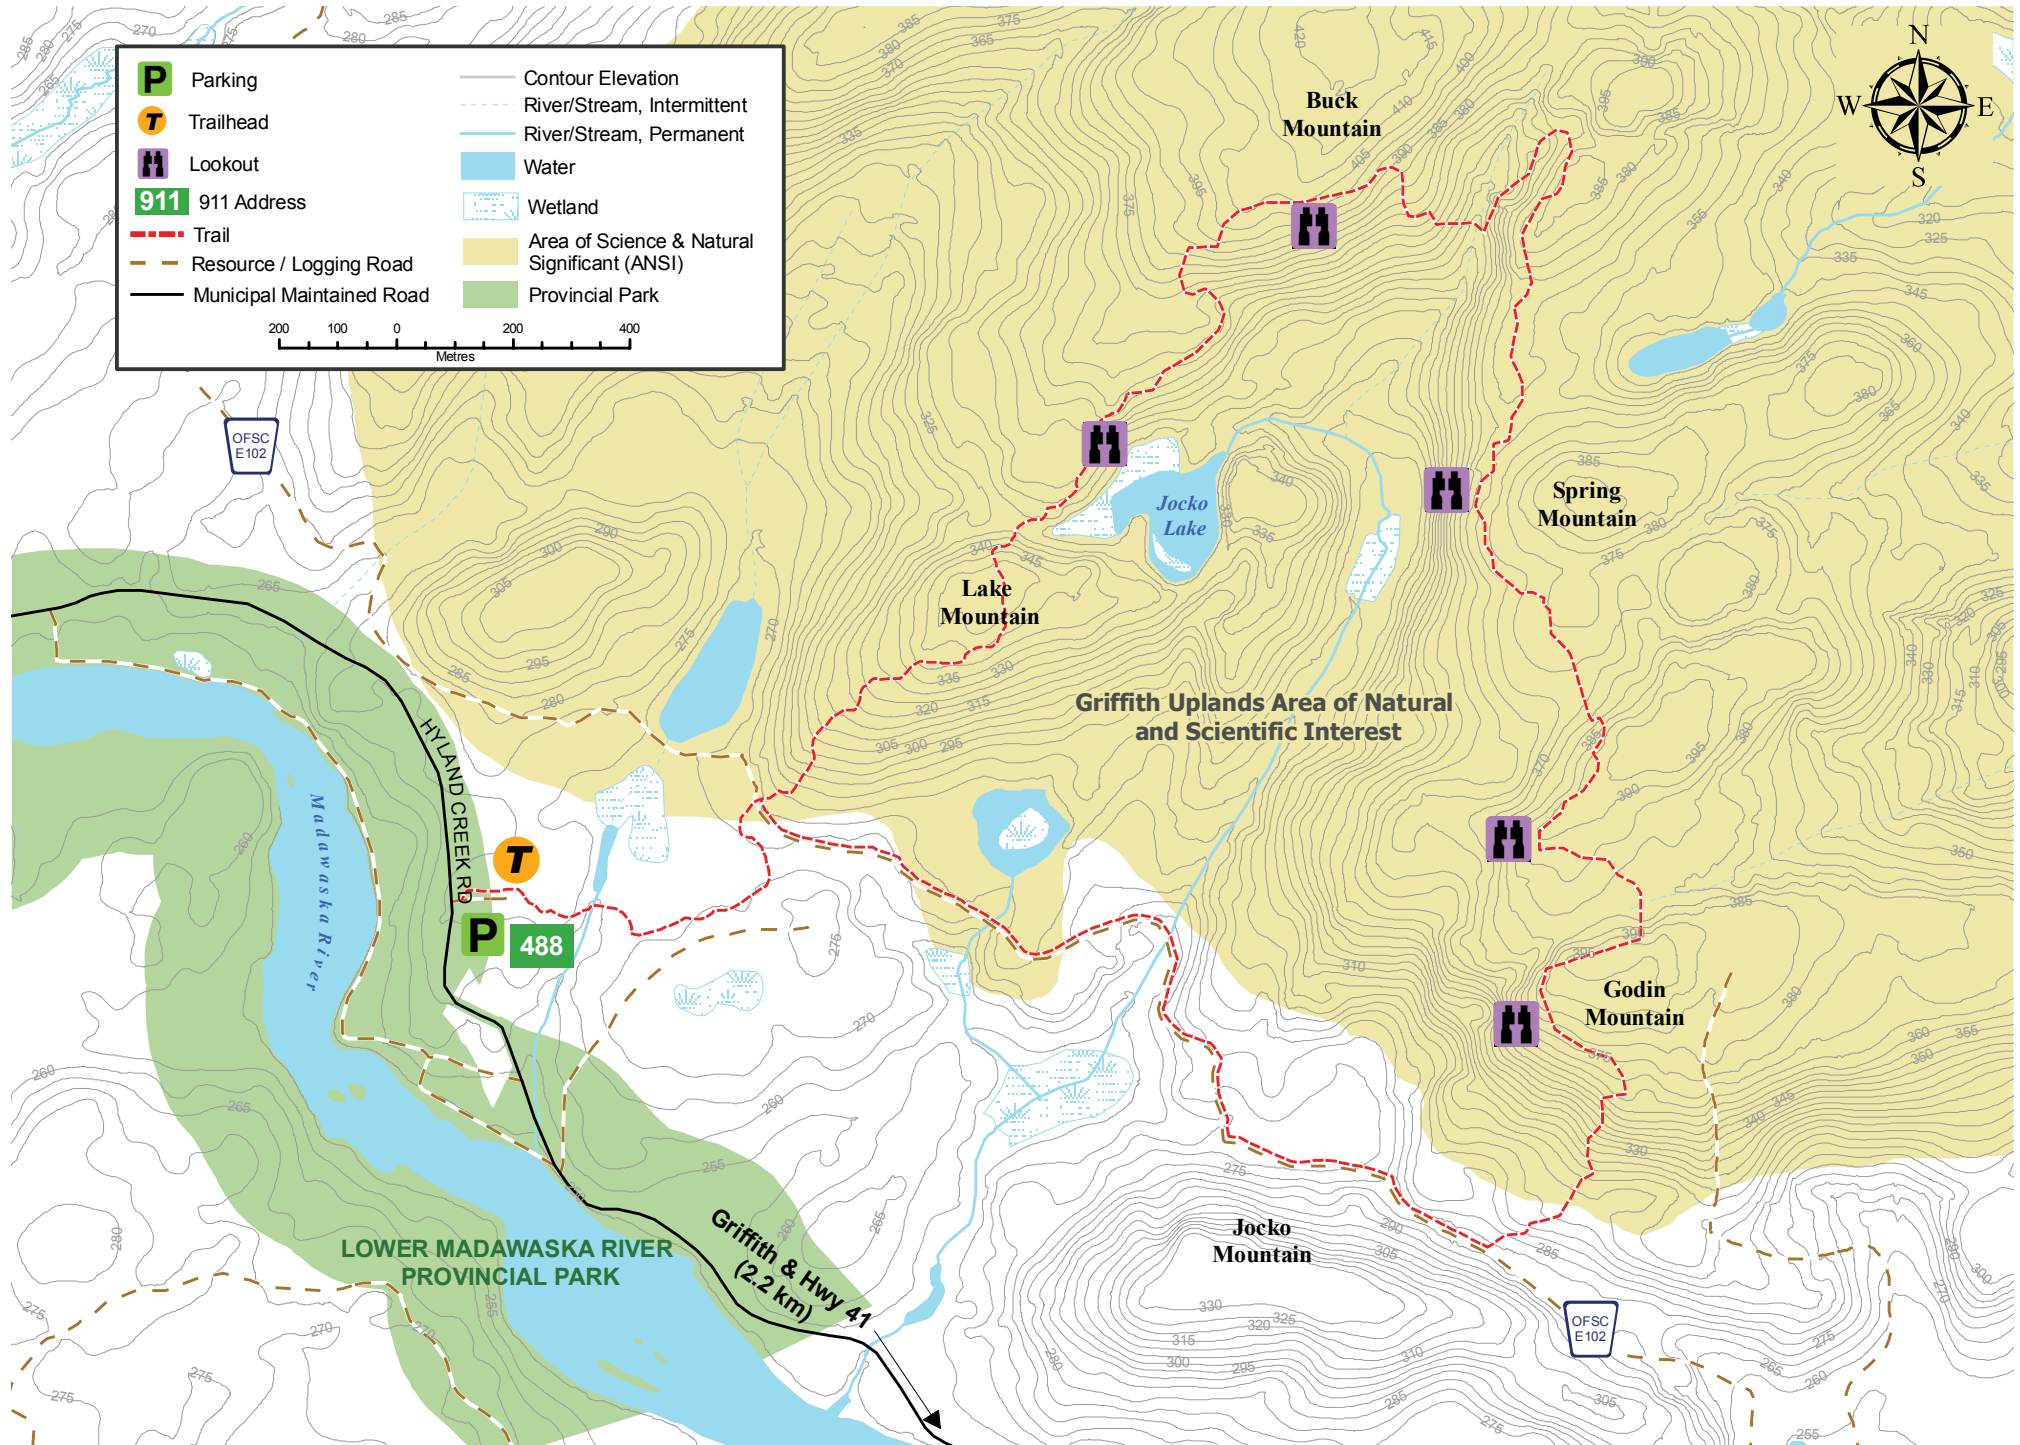 P Parking
T Trailhead
Lookout
911 911 Address
Trail
Resource / Logging Road
Municipal Maintained Road
Contour Elevation
River/Stream, Intermittent
River/Stream, Permanent
Water
Wetland
Area of Science & Natural
Significant (ANSI)
Provincial Park
200 100 0 200 400
Metres
N
W E
S
Buck
Mountain
OFSC
E102
Jocko
Lake
Spring
Mountain
Lake
Mountain
Griffith Uplands Area of Natural
and Scientific Interest
HYLAND CREEK RD
Madawaska River
T
P 488
Godin
Mountain
Jocko
Mountain
LOWER MADAWASKA RIVER
PROVINCIAL PARK
Griffith & Hwy 41
(2.2 km)
OFSC
E102